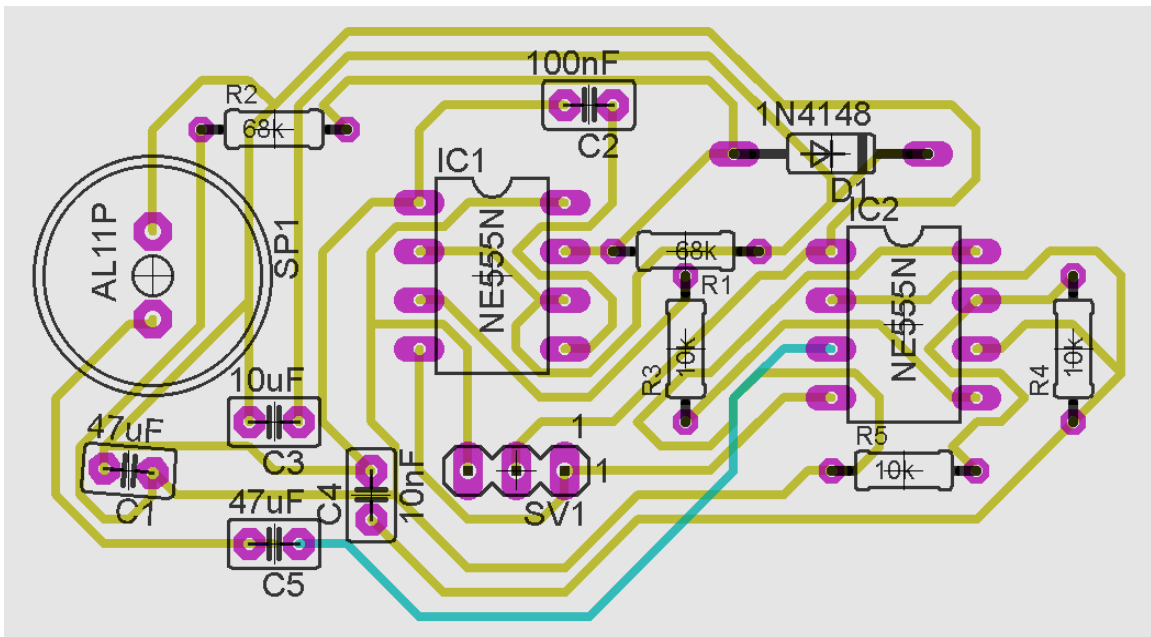 100nF
C2
R2
68k
1N4148
D1
IC1
NE555N
IC2
NE555N
AL11P
SP1
68k
R1
R3
10k
R4
10k
10uF
C3
47uF
C1
C4
10nF
1
1
SV1
R5
10k
47uF
C5